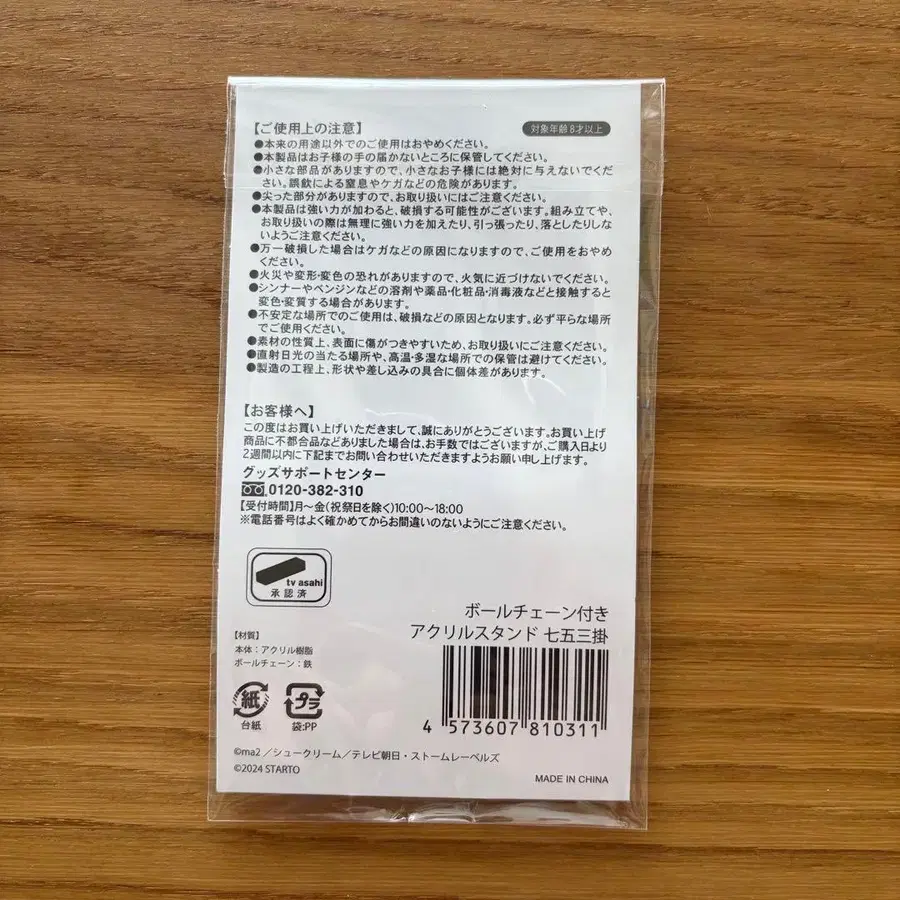 【ご使用上の注意】
対象年齢8才以上
●本来の用途以外でのご使用はおやめください。
●本製品はお子様の手の届かないところに保管してください。
●小さな部品がありますので、小さなお子様には絶対に与えないでくだ
さい。誤飲による窒息やケガなどの危険があります。
●尖った部分がありますので、お取り扱いにはご注意ください。
●本製品は強い力が加わると、破損する可能性がございます。組み立てや、
お取り扱いの際は無理に強い力を加えたり、引っ張ったり、落としたりしな
いようご注意ください。
●万一破損した場合はケガなどの原因になりますので、ご使用をおやめ
ください。
●火災や変形・変色の恐れがありますので、火気に近づけないでください。
●シンナーやベンジンなどの溶剤や薬品・化粧品・消毒液などと接触すると
変色・変質する場合があります。
●不安定な場所でのご使用は、破損などの原因となります。必ず平らな場所
でご使用ください。
●素材の性質上、表面に傷がつきやすいため、お取り扱いにご注意ください。
●直射日光の当たる場所や、高温・多湿な場所での保管は避けてください。
●製造の工程上、形状や差し込みの具合に個体差があります。
【お客様へ】
この度はお買い上げいただきまして、誠にありがとうございます。お買い上げ
商品に不都合品などありました場合は、お手数ではございますが、ご購入日より
2週間以内に下記までお問い合わせいただきますようお願い申し上げます。
グッズサポートセンター
0120-382-310
【受付時間】月〜金(祝祭日を除く)10:00〜18:00
※電話番号はよく確かめてからお間違いのないようにご注意ください。
tv asahi
承認済
ボールチェーン付き
アクリルスタンド 七五三掛
【材質】
本体：アクリル樹脂
ボールチェーン：鉄
紙
台紙
プラ
袋:PP
4 573607 810311
©ma2／シュークリーム／テレビ朝日・ストームレーベルズ
©2024 STARTO
MADE IN CHINA